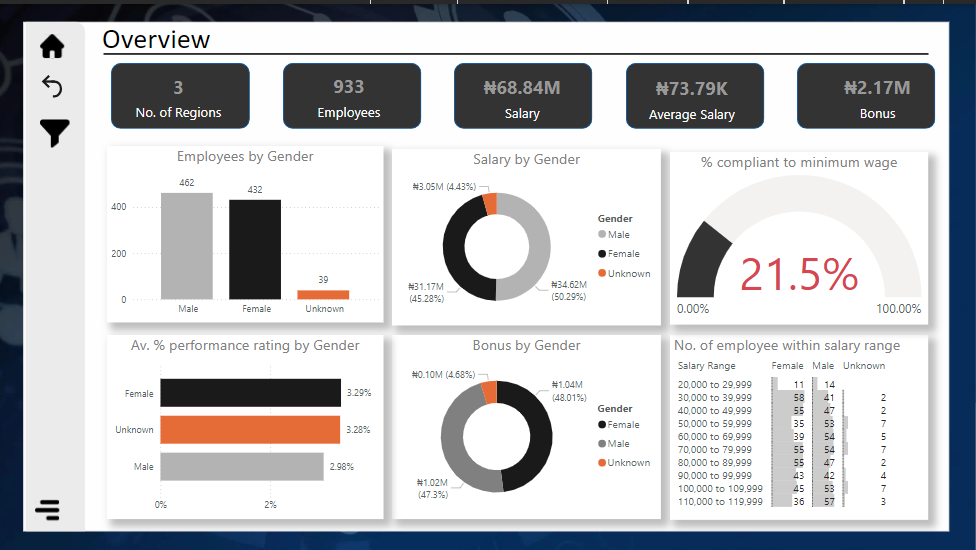 Overview
3
No. of Regions
933
Employees
₦68.84M
Salary
₦73.79K
Average Salary
₦2.17M
Bonus
Employees by Gender
400
200
0
462
432
39
Male
Female
Unknown
Salary by Gender
₦3.05M (4.43%)
₦31.17M
(45.28%)
₦34.62M
(50.29%)
Gender
Male
Female
Unknown
% compliant to minimum wage
21.5%
0.00%
100.00%
Av. % performance rating by Gender
Female
3.29%
Unknown
3.28%
Male
2.98%
0%
2%
Bonus by Gender
₦0.10M (4.68%)
₦1.04M
(48.01%)
₦1.02M
(47.3%)
Gender
Female
Male
Unknown
No. of employee within salary range
Salary Range Female Male Unknown
20,000 to 29,999 11 14
30,000 to 39,999 58 41 2
40,000 to 49,999 55 47 2
50,000 to 59,999 35 53 7
60,000 to 69,999 39 54 5
70,000 to 79,999 55 54 7
80,000 to 89,999 55 47 2
90,000 to 99,999 43 42 4
100,000 to 109,999 45 53 7
110,000 to 119,999 36 57 3